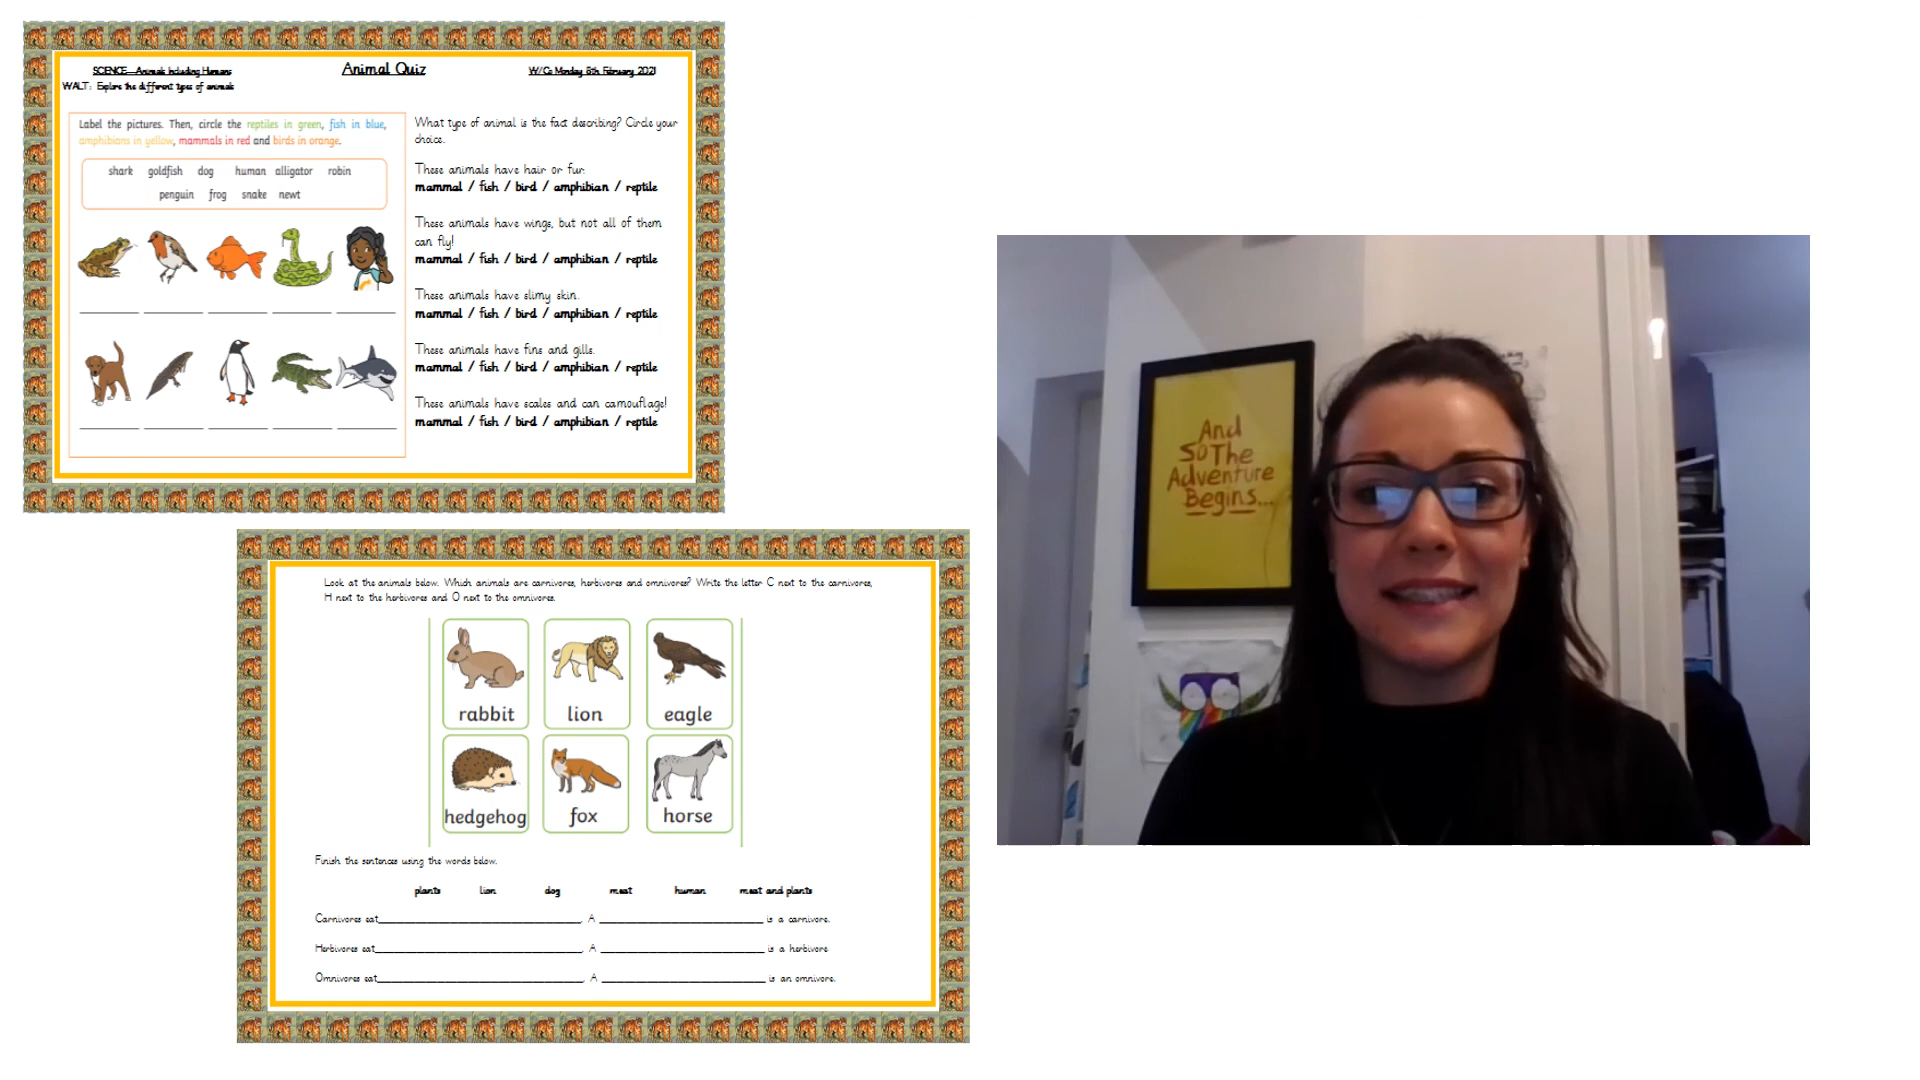 SCIENCE—Animals Including Humans
Animal Quiz
W/C: Monday 8th February 2021
WALT: Explore the different types of animals
Label the pictures. Then, circle the reptiles in green, fish in blue,
amphibians in yellow, mammals in red and birds in orange.
shark goldfish dog human alligator robin
penguin frog snake newt
What type of animal is the fact describing? Circle your
choice.
These animals have hair or fur.
mammal / fish / bird / amphibian / reptile
These animals have wings, but not all of them
can fly!
mammal / fish / bird / amphibian / reptile
These animals have slimy skin.
mammal / fish / bird / amphibian / reptile
These animals have fins and gills.
mammal / fish / bird / amphibian / reptile
These animals have scales and can camouflage!
mammal / fish / bird / amphibian / reptile
And
So The
Adventure
Begins...
Look at the animals below. Which animals are carnivores, herbivores and omnivores? Write the letter C next to the carnivores,
H next to the herbivores and O next to the omnivores.
rabbit lion eagle
hedgehog fox horse
Finish the sentences using the words below.
plants lion dog meat human meat and plants
Carnivores eat______________. A ______________ is a carnivore.
Herbivores eat______________. A ______________ is a herbivore.
Omnivores eat______________. A ______________ is an omnivore.